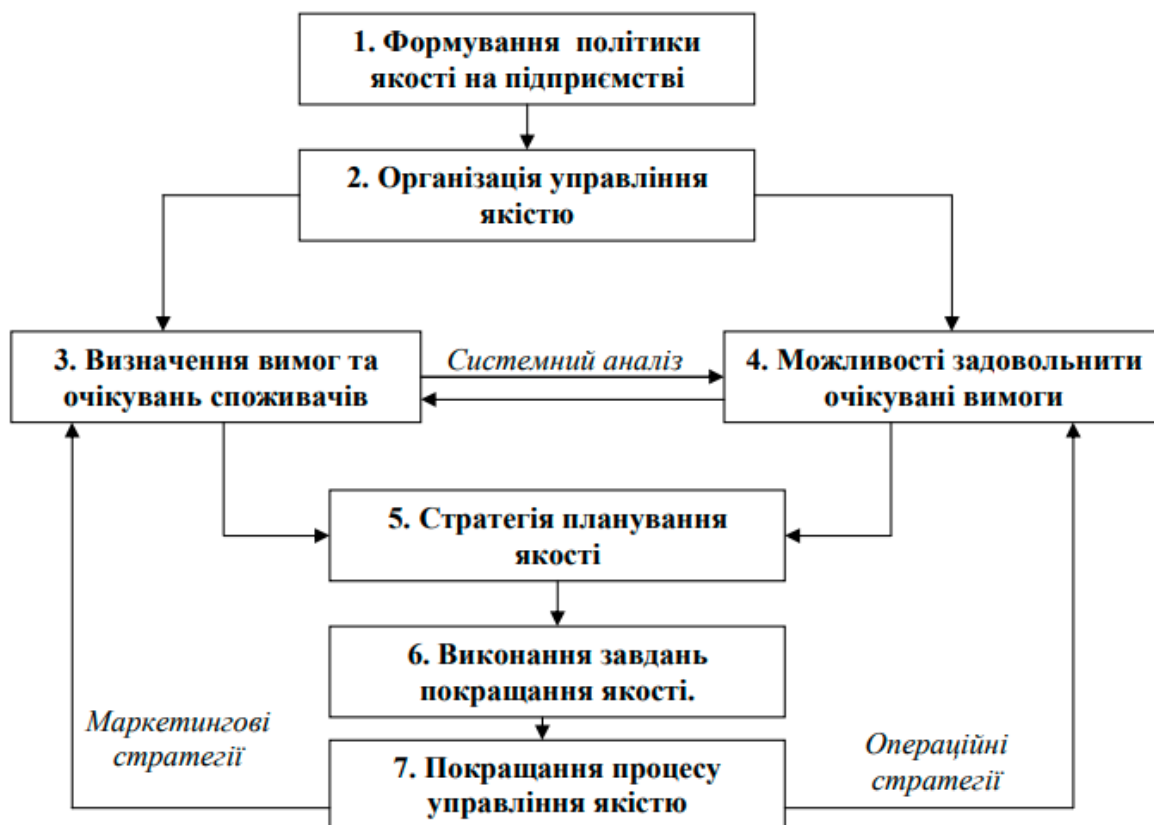 1. Формування політики
якості на підприємстві
2. Організація управління
якістю
3. Визначення вимог та
очікувань споживачів
Системний аналіз
4. Можливості задовольнити
очікувані вимоги
5. Стратегія планування
якості
6. Виконання завдань
покращання якості.
Маркетингові
стратегії
7. Покращання процесу
управління якістю
Операційні
стратегії